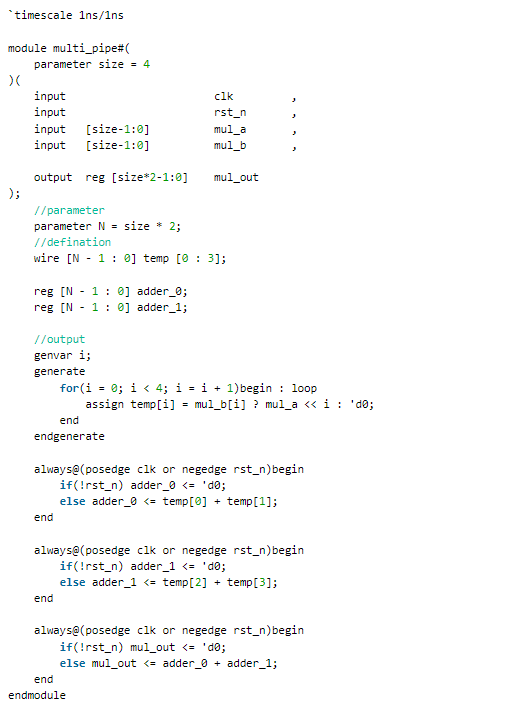 `timescale 1ns/1ns

module multi_pipe#(
    parameter size = 4
)(
    input                       clk         ,
    input                       rst_n       ,
    input   [size-1:0]          mul_a       ,
    input   [size-1:0]          mul_b       ,

    output  reg [size*2-1:0]    mul_out
);
    //parameter
    parameter N = size * 2;
    //defination
    wire [N - 1 : 0] temp [0 : 3];

    reg [N - 1 : 0] adder_0;
    reg [N - 1 : 0] adder_1;

    //output
    genvar i;
    generate
        for(i = 0; i < 4; i = i + 1)begin : loop
            assign temp[i] = mul_b[i] ? mul_a << i : 'd0;
        end
    endgenerate

    always@(posedge clk or negedge rst_n)begin
        if(!rst_n) adder_0 <= 'd0;
        else adder_0 <= temp[0] + temp[1];
    end

    always@(posedge clk or negedge rst_n)begin
        if(!rst_n) adder_1 <= 'd0;
        else adder_1 <= temp[2] + temp[3];
    end

    always@(posedge clk or negedge rst_n)begin
        if(!rst_n) mul_out <= 'd0;
        else mul_out <= adder_0 + adder_1;
    end
endmodule